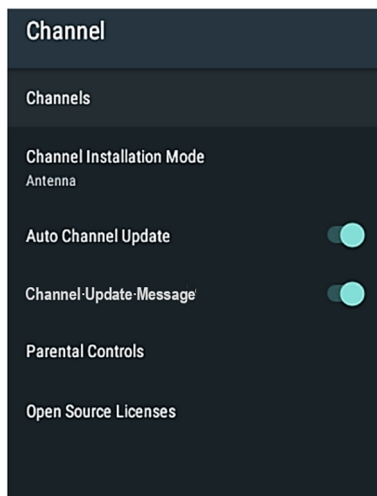 Channel
Channels
Channel Installation Mode
Antenna
Auto Channel Update
Channel·Update·Message'
Parental Controls
Open Source Licenses